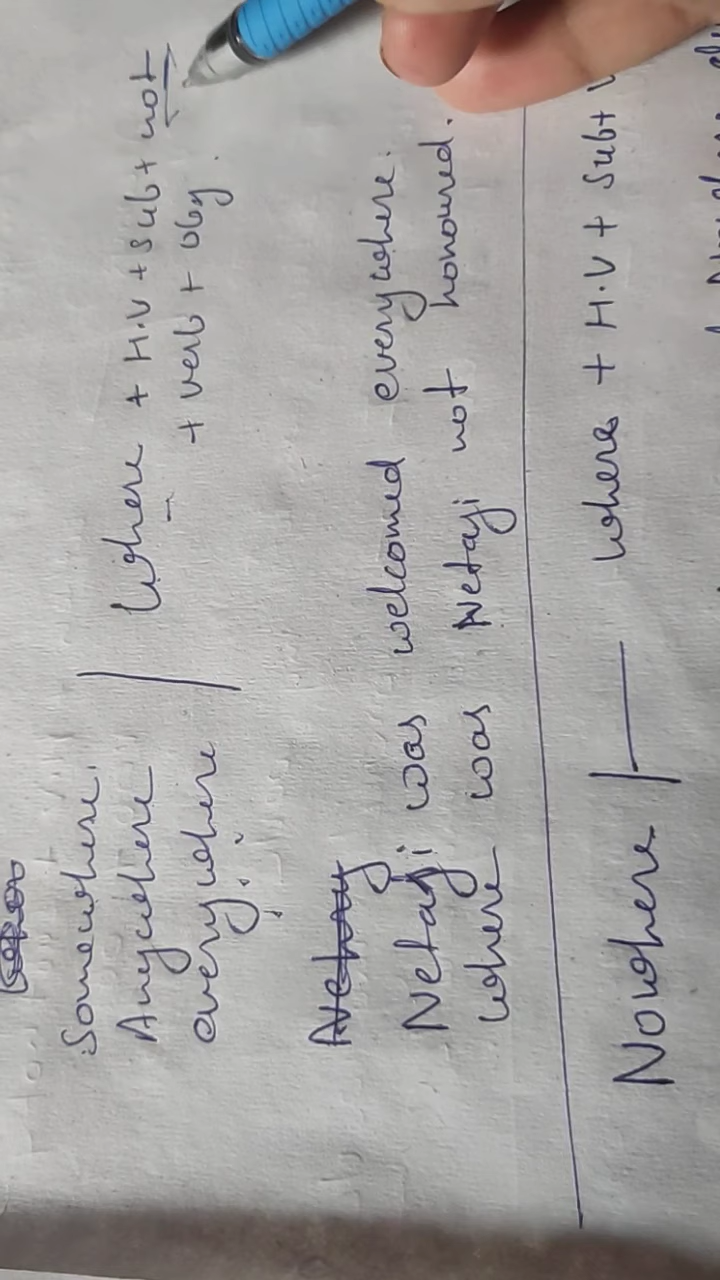 Somewhere
Anywhere
everywhere
Where + H.V + Sub + not
+ verb + Obj.
Netaji was welcomed everywhere.
where was Netaji not honoured.
Nowhere
where + H.V + Sub +